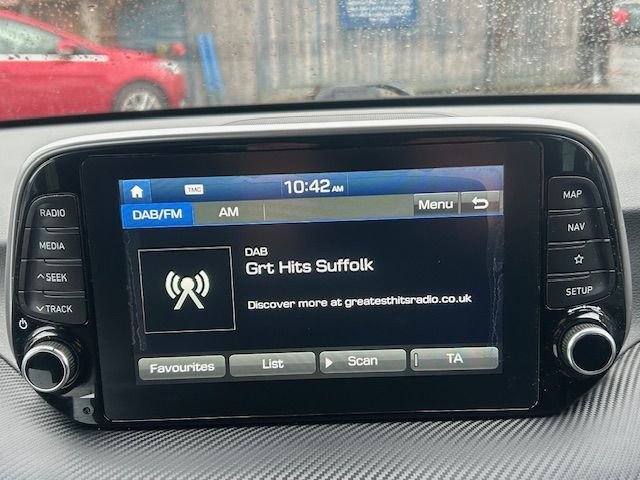 TMC
10:42 AM
DAB/FM AM Menu
DAB
Grt Hits Suffolk
Discover more at greatesthitsradio.co.uk
Favourites List Scan TA
RADIO
MEDIA
SEEK
TRACK
MAP
NAV
SETUP